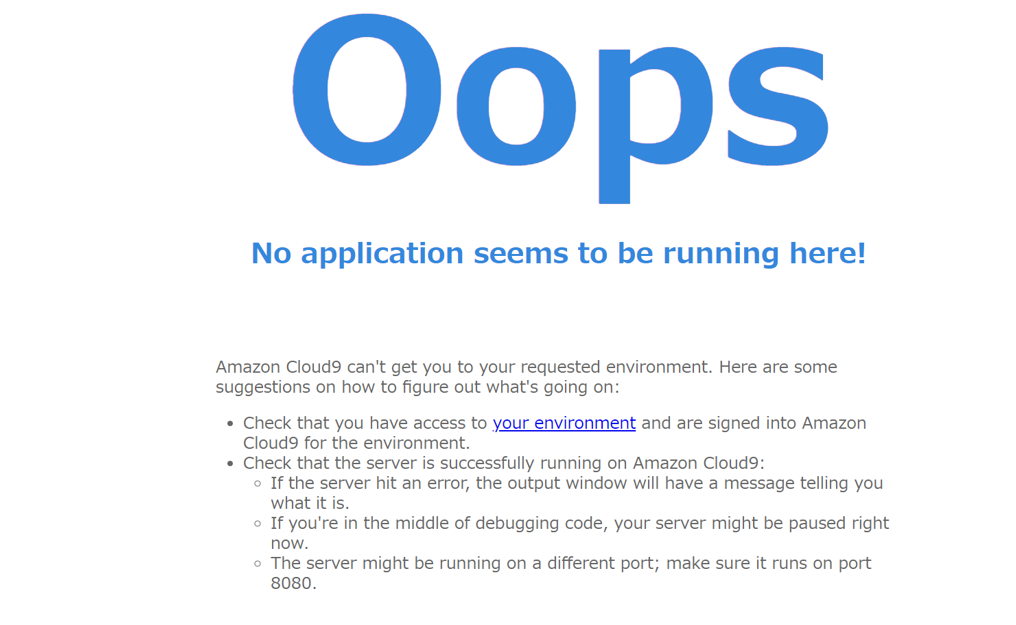 Oops
No application seems to be running here!
Amazon Cloud9 can't get you to your requested environment. Here are some
suggestions on how to figure out what's going on:
• Check that you have access to your environment and are signed into Amazon
Cloud9 for the environment.
• Check that the server is successfully running on Amazon Cloud9:
◦ If the server hit an error, the output window will have a message telling you
what it is.
◦ If you're in the middle of debugging code, your server might be paused right
now.
◦ The server might be running on a different port; make sure it runs on port
8080.